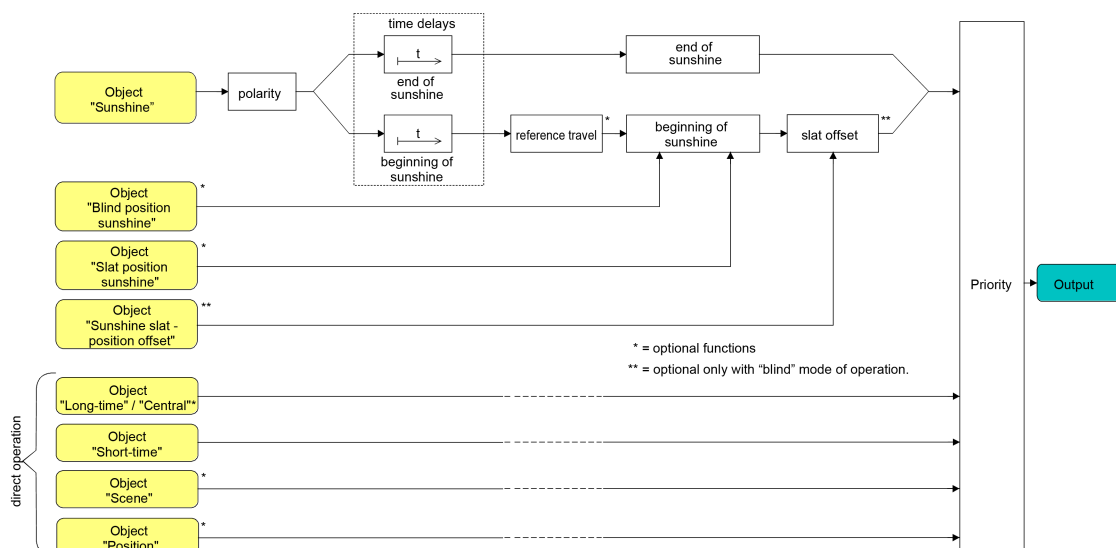 time delays
t
end of
sunshine
end of
sunshine
Object
"Sunshine"
polarity
t
beginning of
sunshine
reference travel
*
beginning of
sunshine
slat offset
**
Object
"Blind position
sunshine"
*
Object
"Slat position
sunshine"
*
Object
"Sunshine slat -
position offset"
**
Priority
Output
* = optional functions
** = optional only with “blind” mode of operation.
direct operation
Object
"Long-time" / "Central"*
Object
"Short-time"
Object
"Scene"
*
Object
"Position"
*